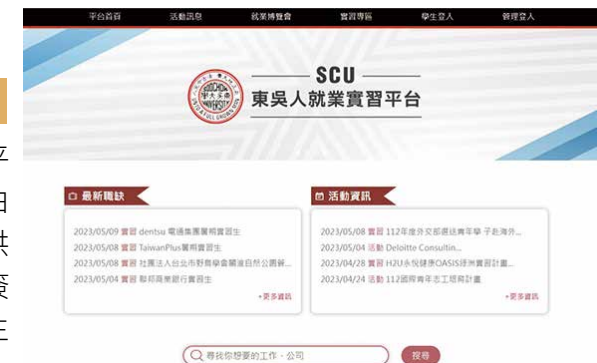 平台首頁 活動訊息 就業博覽會 實習專區 學生登入 管理登入
SCU
東吳人就業實習平台
最新職缺
2023/05/09 實習 dentsu 電通集團暑期實習生
2023/05/08 實習 TaiwanPlus暑期實習生
2023/05/08 實習 社團法人台北市野鳥學會關渡自然公園
2023/05/04 實習 聯邦商業銀行實習生
+更多資訊
活動資訊
2023/05/08 實習 112年度外交部遴選青年學 子赴海外...
2023/05/04 活動 Deloitte Consultin...
2023/04/28 實習 H2U永悅健康OASIS綠洲實習計畫...
2023/04/24 活動 112國際青年志工培育計畫
+更多資訊
尋找你想要的工作、公司
搜尋